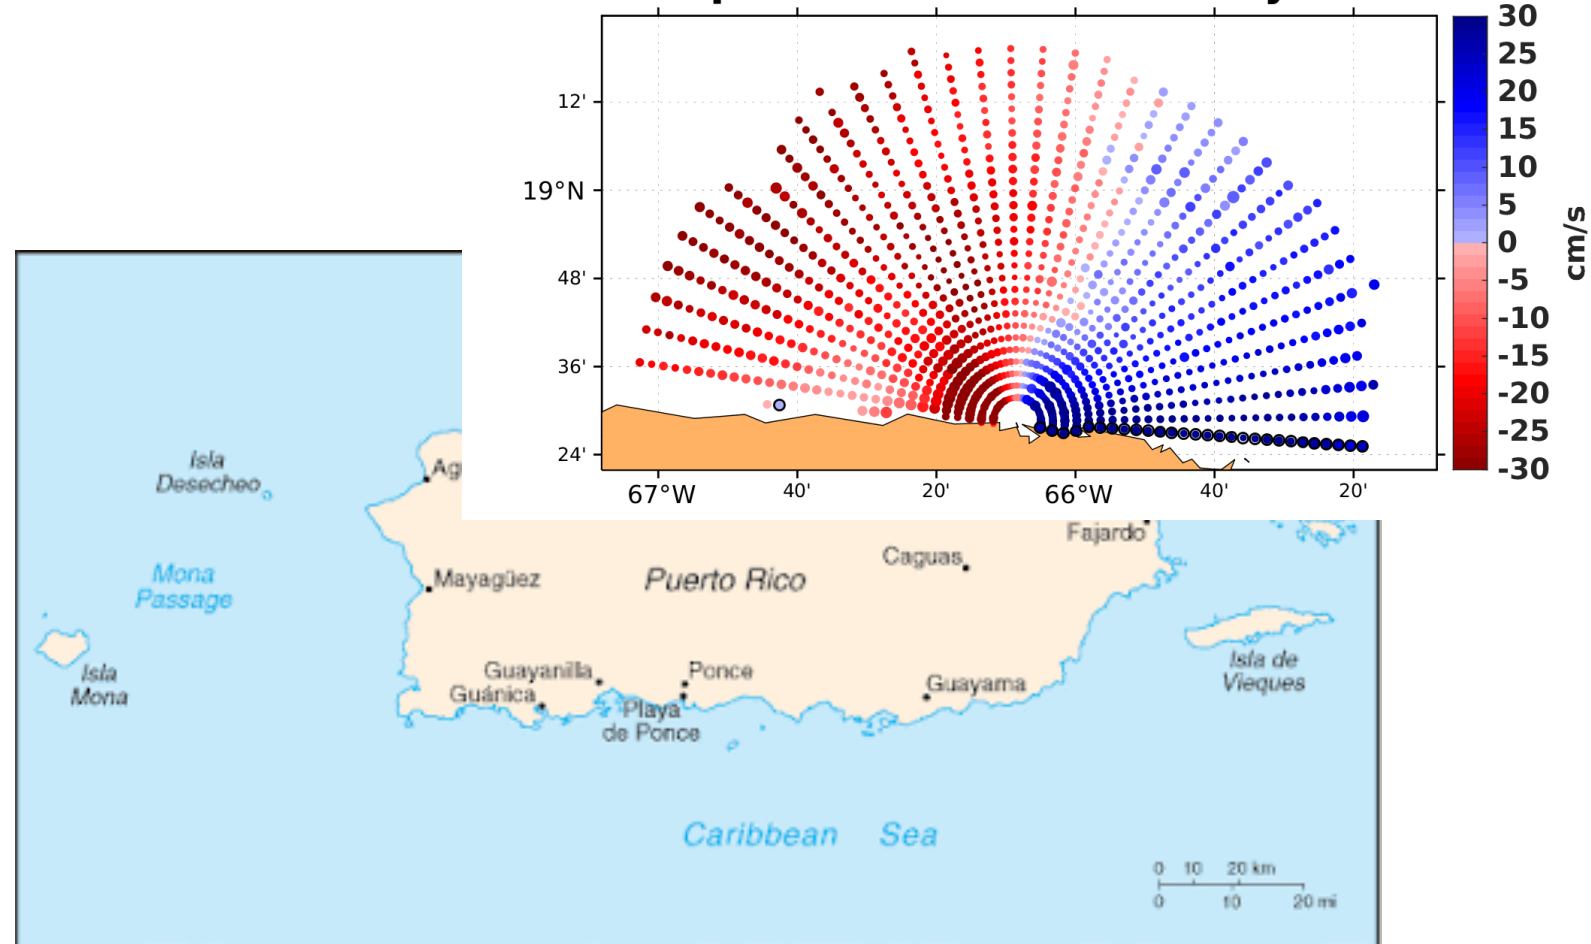 30
25
20
15
10
5
0
-5
-10
-15
-20
-25
-30
cm/s
12'
19°N
48'
36'
24'
67°W
40'
20'
66°W
40'
20'
Isla
Desecheo
Ag
Mona
Passage
Isla
Mona
Mayagüez
Puerto Rico
Caguas
Fajardo
Guayanilla
Guánica
Ponce
Playa
de Ponce
Guayama
Isla de
Vieques
Caribbean Sea
0 10 20 km
0 10 20 mi